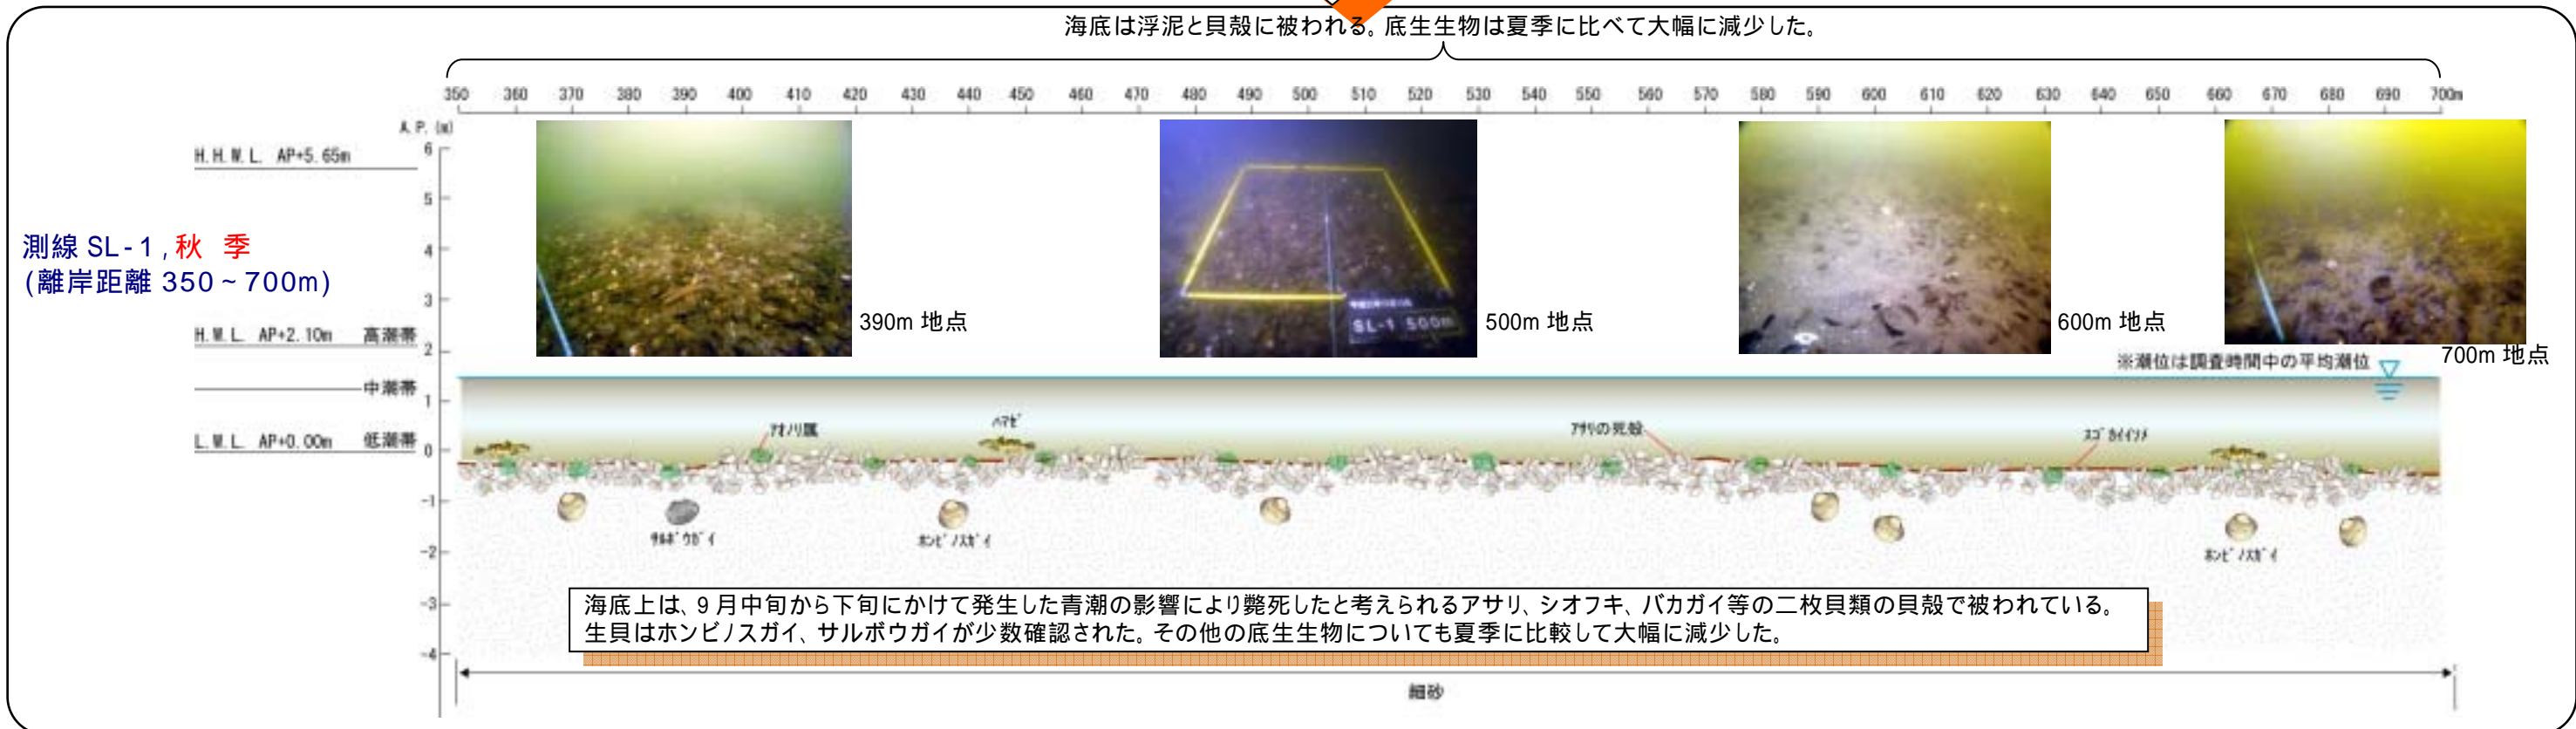 海底は浮泥と貝殻に被われる。底生生物は夏季に比べて大幅に減少した。
350 360 370 380 390 400 410 420 430 440 450 460 470 480 490 500 510 520 530 540 550 560 570 580 590 600 610 620 630 640 650 660 670 680 690 700m
A.P.(m)
H.H.W.L. AP+5.65m
6
5
測線 SL-1,秋 季
(離岸距離 350~700m)
4
3
SL-1 500m
390m 地点
500m 地点
600m 地点
700m 地点
H.W.L. AP+2.10m 高潮帯
2
※潮位は調査時間中の平均潮位
中潮帯
1
アオノリ属
ハマゼ
アサリの死殻
スゴカイイソメ
L.W.L. AP+0.00m 低潮帯
0
-1
サルボウガイ
ホンビノスガイ
ホンビノスガイ
-2
海底上は、9月中旬から下旬にかけて発生した青潮の影響により斃死したと考えられるアサリ、シオフキ、バカガイ等の二枚貝類の貝殻で被われている。
生貝はホンビノスガイ、サルボウガイが少数確認された。その他の底生生物についても夏季に比較して大幅に減少した。
-3
-4
細砂